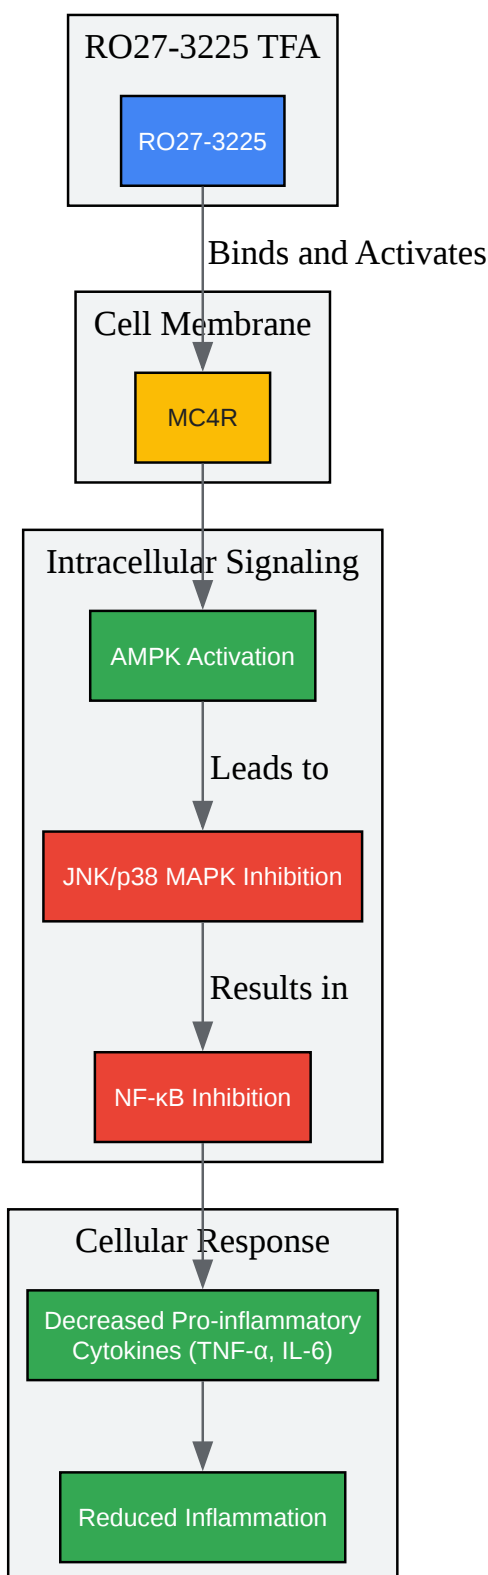 RO27-3225 TFA
RO27-3225
Binds and Activates
Cell Membrane
MC4R
Intracellular Signaling
AMPK Activation
Leads to
JNK/p38 MAPK Inhibition
Results in
NF-κB Inhibition
Cellular Response
Decreased Pro-inflammatory
Cytokines (TNF-α, IL-6)
Reduced Inflammation